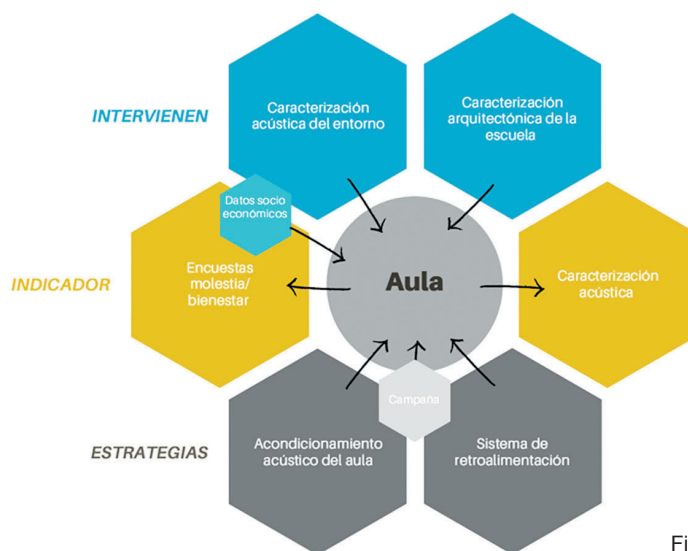 INTERVIENEN
Caracterización
acústica del entorno
Caracterización
arquitectónica de la
escuela
Datos socio
económicos
INDICADOR
Encuestas
molestia/
bienestar
Aula
Caracterización
acústica
Campaña
ESTRATEGIAS
Acondicionamiento
acústico del aula
Sistema de
retroalimentación
Fi